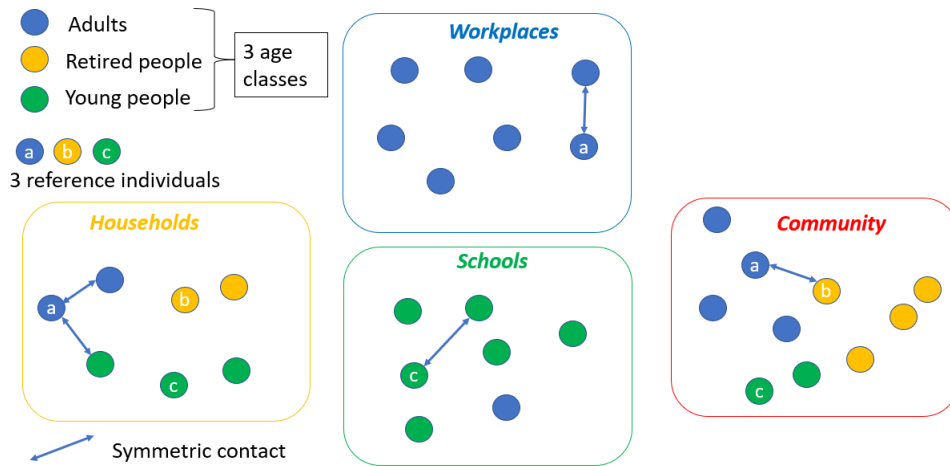 Adults
Retired people
Young people
3 age
classes
a b c
3 reference individuals
Workplaces
a
Households
a
b
c
Schools
c
Community
a
b
c
Symmetric contact